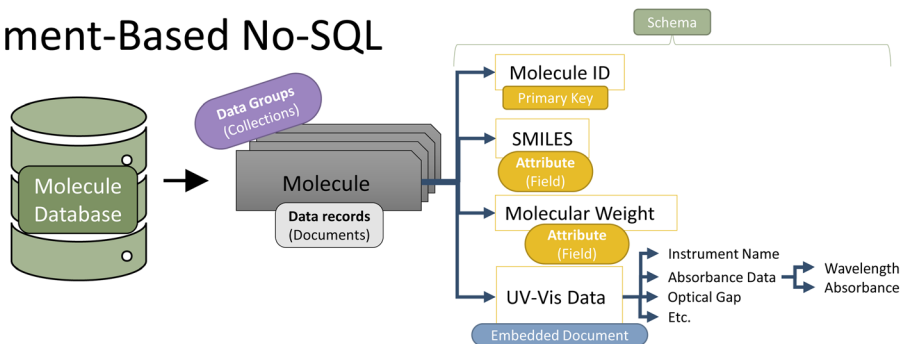 ment-Based No-SQL
Schema
Molecule ID
Primary Key
Data Groups
(Collections)
SMILES
Attribute
(Field)
Molecule
Database
Molecule
Data records
(Documents)
Molecular Weight
Attribute
(Field)
UV-Vis Data
Embedded Document
Instrument Name
Absorbance Data
Optical Gap
Etc.
Wavelength
Absorbance